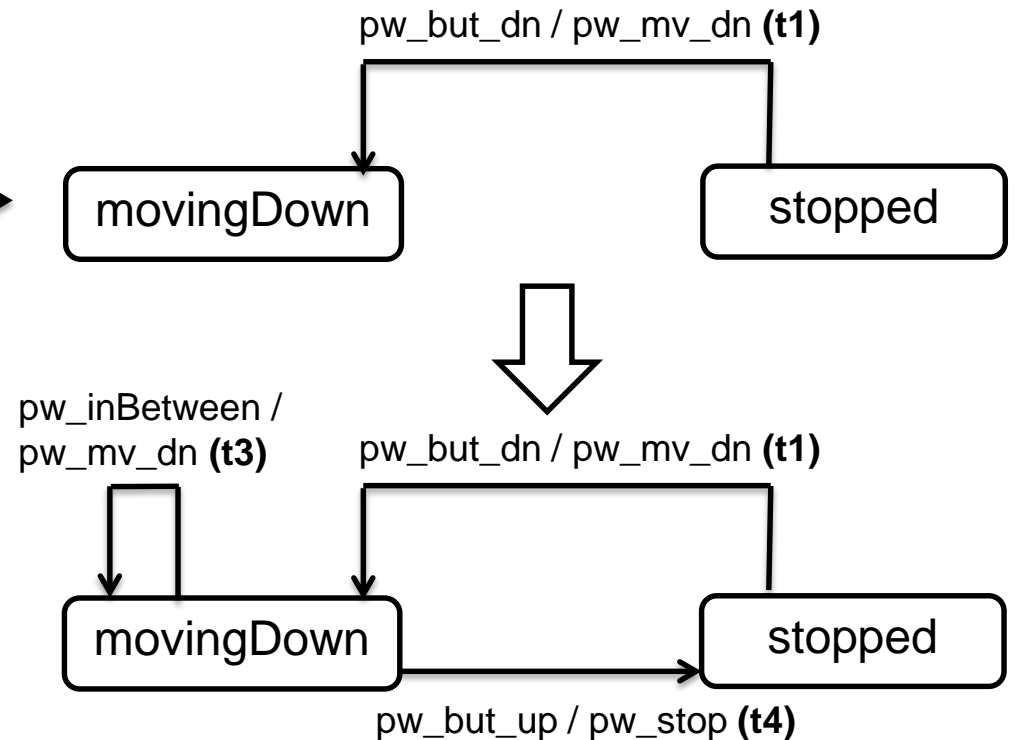 pw_but_dn / pw_mv_dn (t1)
movingDown
stopped
pw_inBetween /
pw_mv_dn (t3)
pw_but_dn / pw_mv_dn (t1)
movingDown
stopped
pw_but_up / pw_stop (t4)